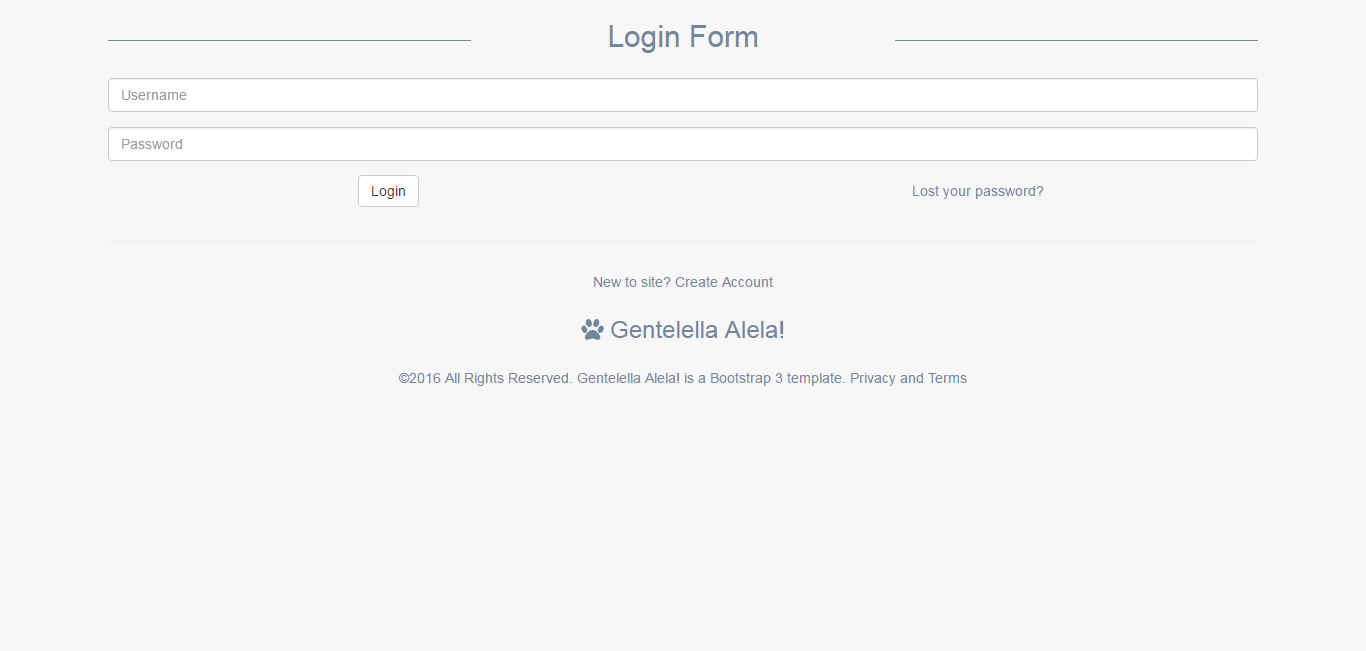 Login Form
Username
Password
Login
Lost your password?
New to site? Create Account
Gentelella Alela!
©2016 All Rights Reserved. Gentelella Alela! is a Bootstrap 3 template. Privacy and Terms